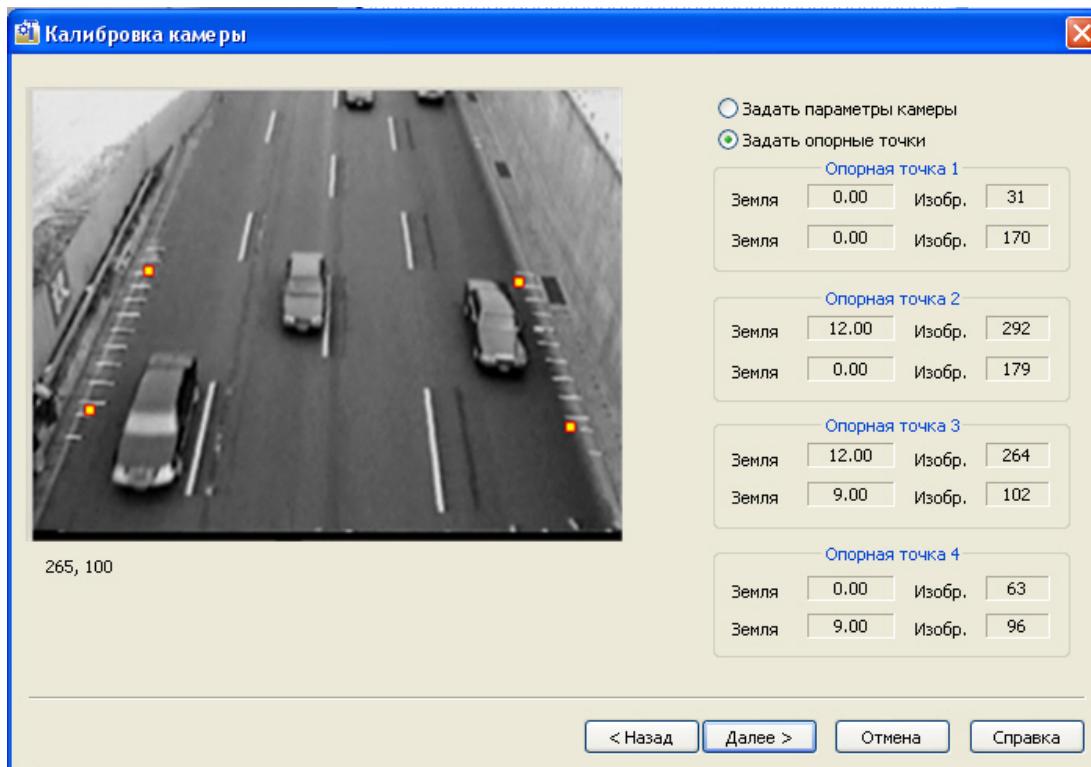 Калибровка камеры
Задать параметры камеры
Задать опорные точки
Опорная точка 1
Земля 0.00 Изобр. 31
Земля 0.00 Изобр. 170
Опорная точка 2
Земля 12.00 Изобр. 292
Земля 0.00 Изобр. 179
Опорная точка 3
Земля 12.00 Изобр. 264
Земля 9.00 Изобр. 102
Опорная точка 4
Земля 0.00 Изобр. 63
Земля 9.00 Изобр. 96
265, 100
< Назад
Далее >
Отмена
Справка